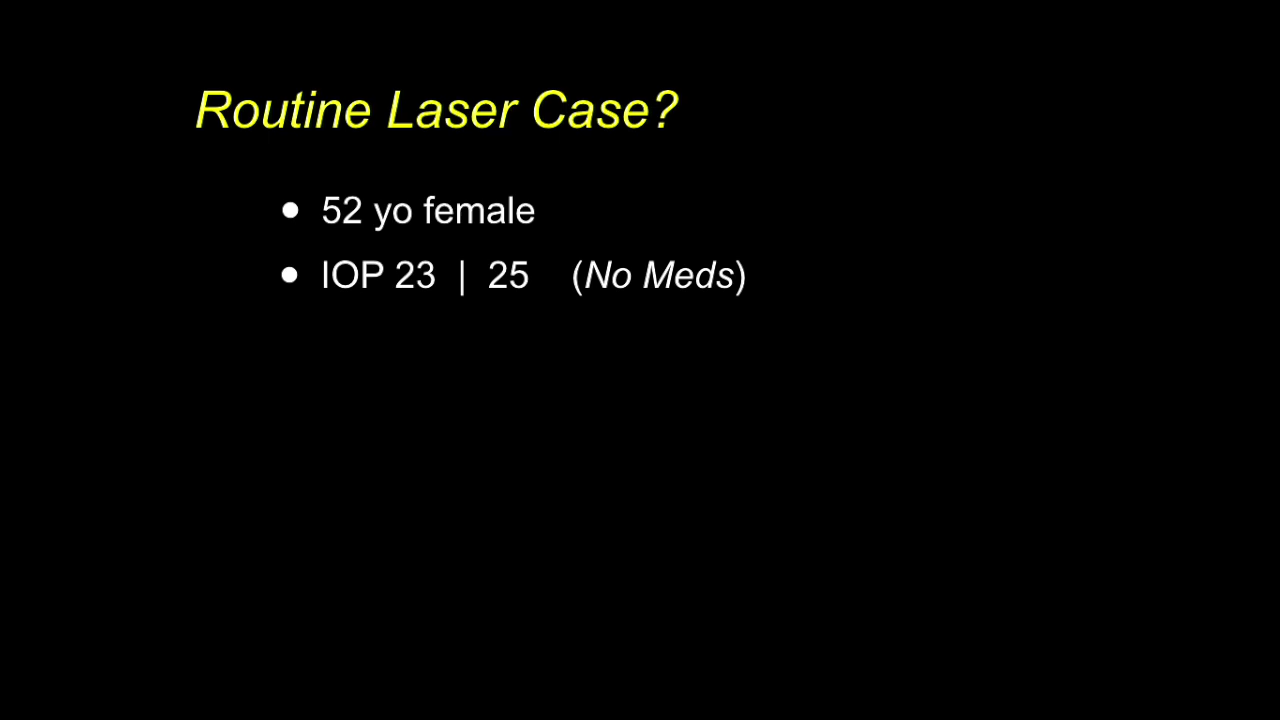 Routine Laser Case?
• 52 yo female
• IOP 23 | 25 (No Meds)